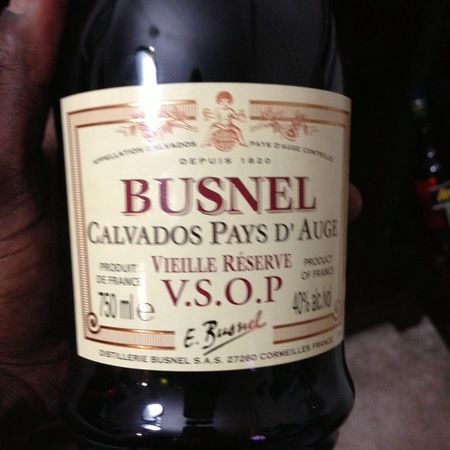 APPELLATION CALVADOS PAYS D'AUGE CONTRÔLÉE
DEPUIS 1820
BUSNEL
CALVADOS PAYS D'AUGE
PRODUIT DE FRANCE
VIEILLE RÉSERVE
PRODUCT OF FRANCE
750 ml e
V.S.O.P
40% alc./vol
E. Busnel
DISTILLERIE BUSNEL S.A.S. 27260 CORMEILLES FRANCE